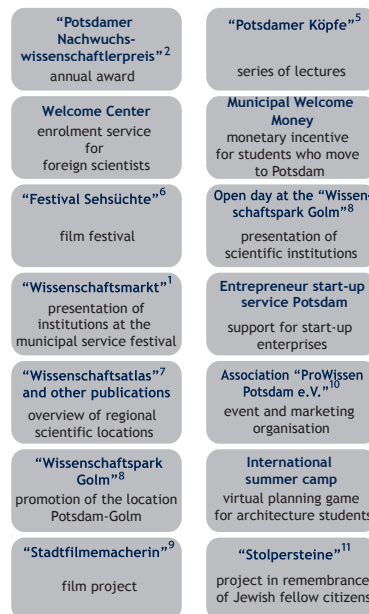 “Potsdamer
Nachwuchs-
wissenschaftlerpreis”2
annual award
“Potsdamer Köpfe”5
series of lectures
Welcome Center
enrolment service
for
foreign scientists
Municipal Welcome
Money
monetary incentive
for students who move
to Potsdam
“Festival Sehsüchte”6
film festival
Open day at the “Wissen-
schaftspark Golm”8
presentation of
scientific institutions
“Wissenschaftsmarkt”1
presentation of
institutions at the
municipal service festival
Entrepreneur start-up
service Potsdam
support for start-up
enterprises
“Wissenschaftsatlas”7
and other publications
overview of regional
scientific locations
Association “ProWissen
Potsdam e.V.”10
event and marketing
organisation
“Wissenschaftspark
Golm”8
promotion of the location
Potsdam-Golm
International
summer camp
virtual planning game
for architecture students
“Stadtfilmemacherin”9
film project
“Stolpersteine”11
project in remembrance
of Jewish fellow citizens